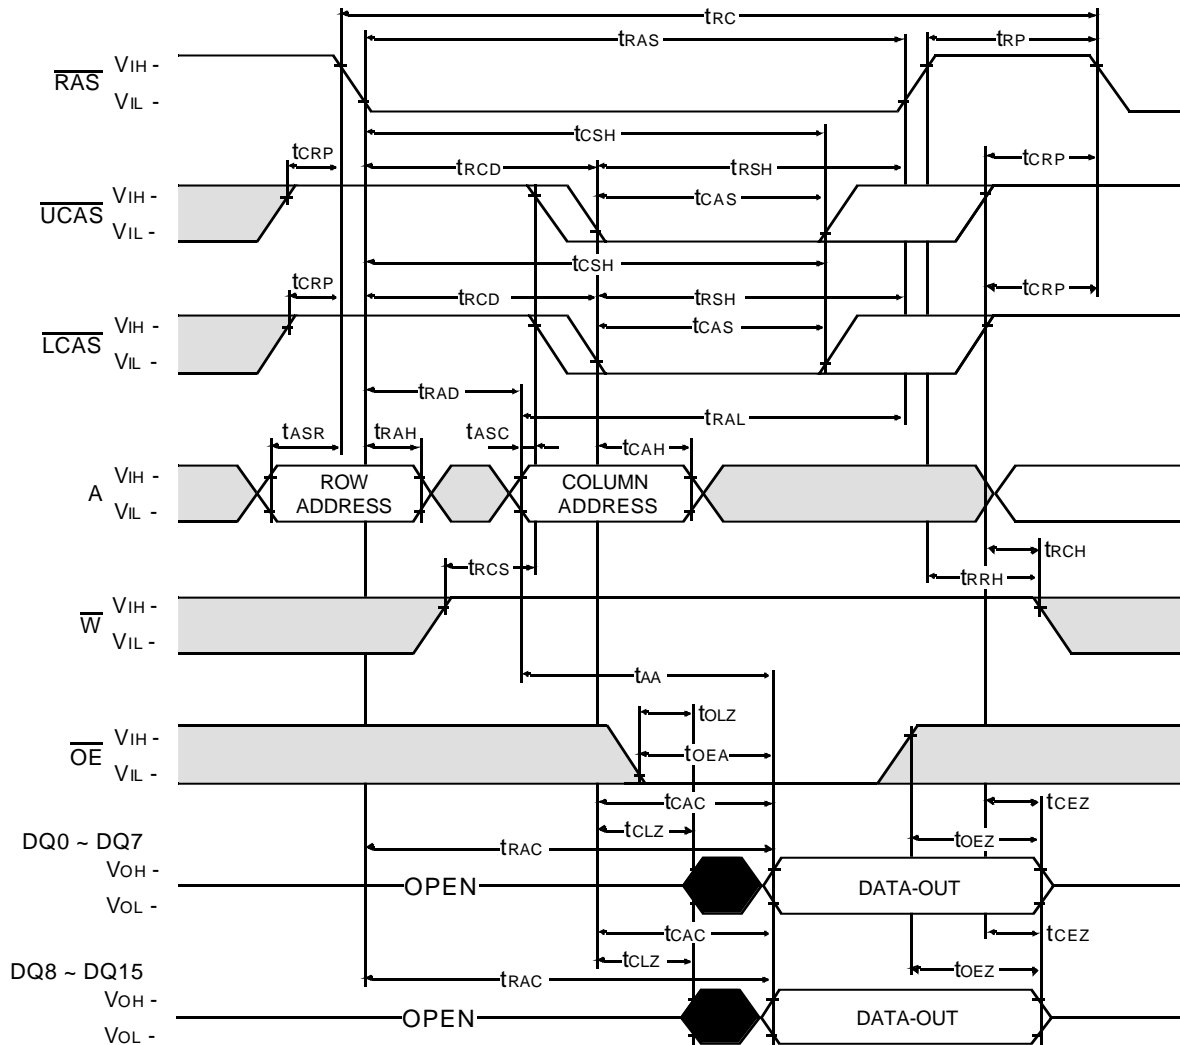 tRC
tRAS tRP
RAS VIH -
VIL -
tCSH
tCRP tRCD tRSH tCRP
UCAS VIH - tCAS
VIL -
tCSH
tCRP tRCD tRSH tCRP
LCAS VIH - tCAS
VIL -
tRAD
tRAL
tASR tRAH tASC tCAH
A VIH - ROW ADDRESS COLUMN ADDRESS
VIL -
tRCS tRCH
tRRH
W VIH -
VIL -
tAA
tOLZ
OE VIH - tOEA
VIL -
tCAC tCEZ
DQ0 ~ DQ7 tCLZ tOEZ
tRAC
VOH - OPEN DATA-OUT
VOL -
tCAC tCEZ
DQ8 ~ DQ15 tCLZ tOEZ
tRAC
VOH - OPEN DATA-OUT
VOL -